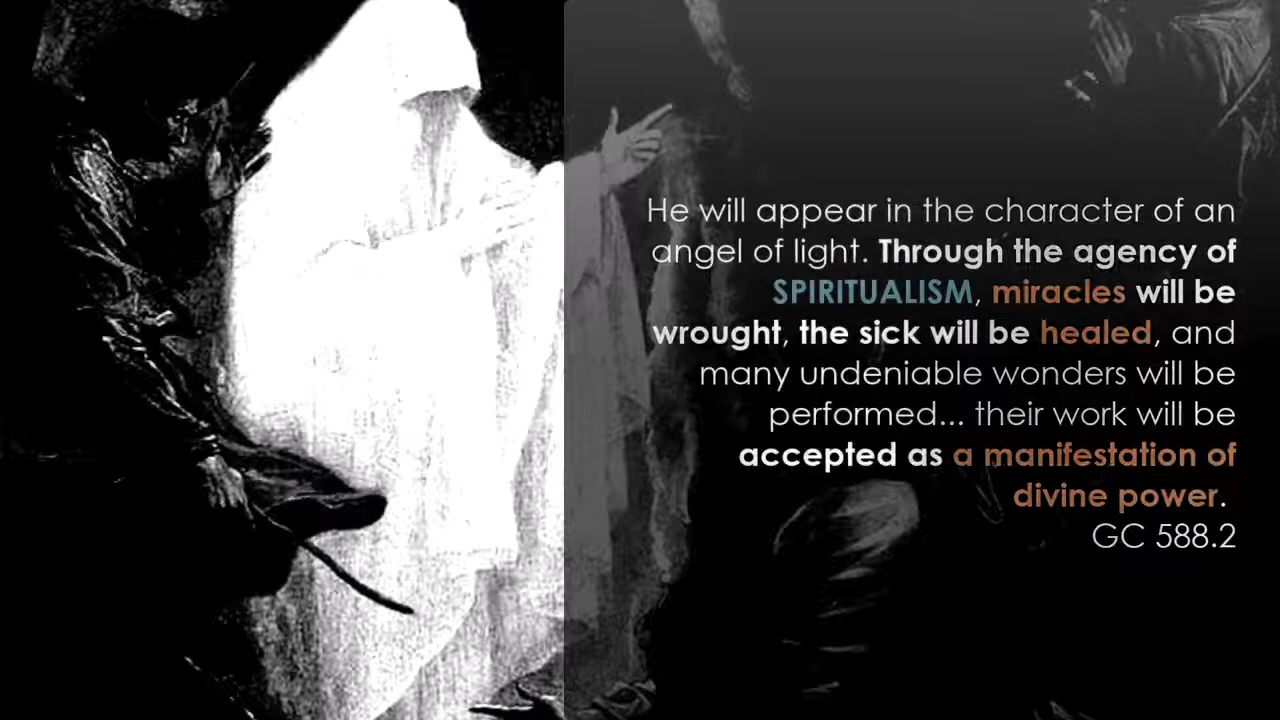 He will appear in the character of an
angel of light. Through the agency of
SPIRITUALISM, miracles will be
wrought, the sick will be healed, and
many undeniable wonders will be
performed... their work will be
accepted as a manifestation of
divine power.
GC 588.2